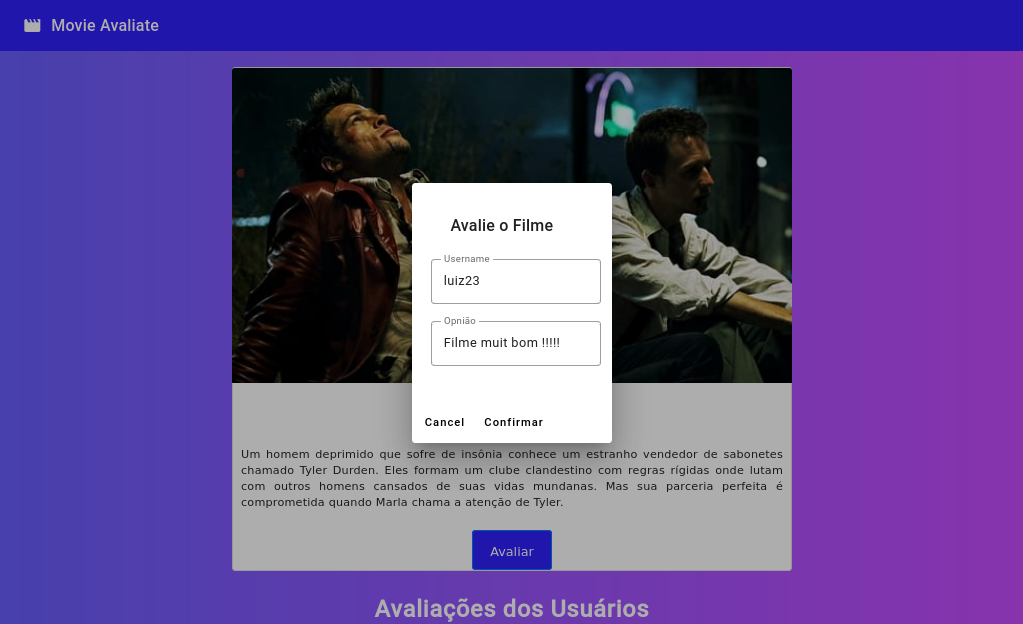 Movie Avaliate
Avalie o Filme
Username
luiz23
Opnião
Filme muit bom !!!!!
Cancel Confirmar
Um homem deprimido que sofre de insônia conhece um estranho vendedor de sabonetes
chamado Tyler Durden. Eles formam um clube clandestino com regras rígidas onde lutam
com outros homens cansados de suas vidas mundanas. Mas sua parceria perfeita é
comprometida quando Marla chama a atenção de Tyler.
Avaliar
Avaliações dos Usuários